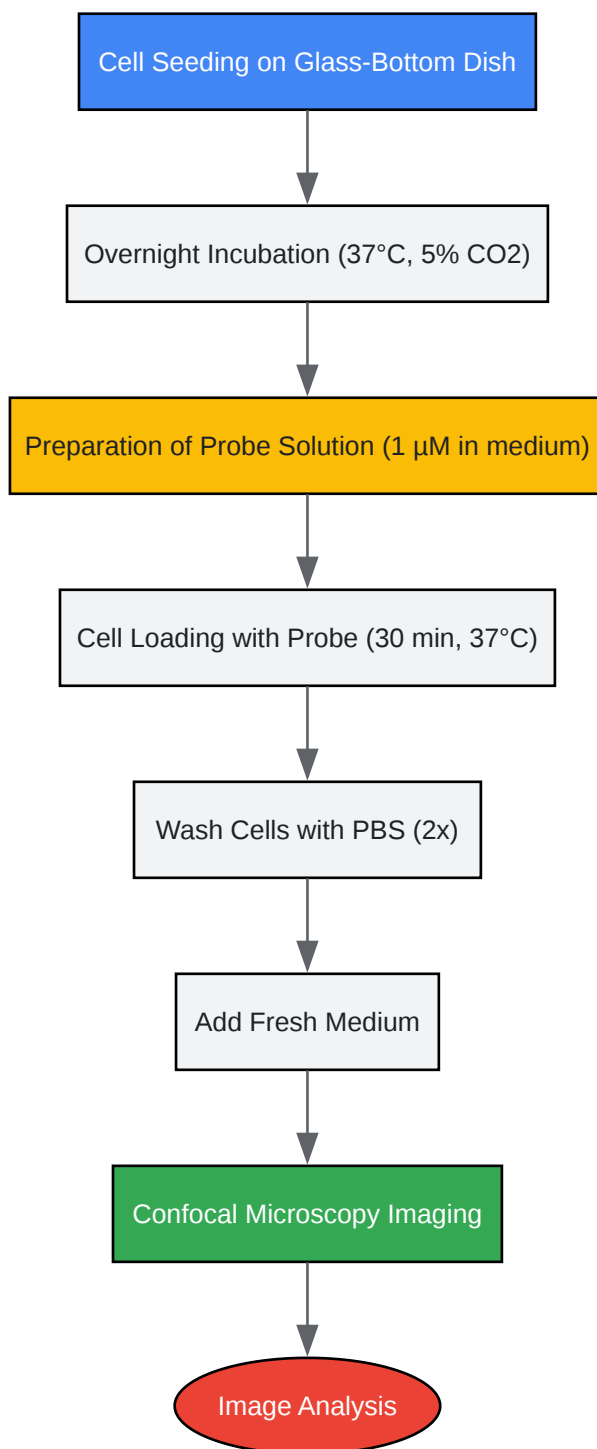 Cell Seeding on Glass-Bottom Dish
Overnight Incubation (37°C, 5% CO2)
Preparation of Probe Solution (1 µM in medium)
Cell Loading with Probe (30 min, 37°C)
Wash Cells with PBS (2x)
Add Fresh Medium
Confocal Microscopy Imaging
Image Analysis